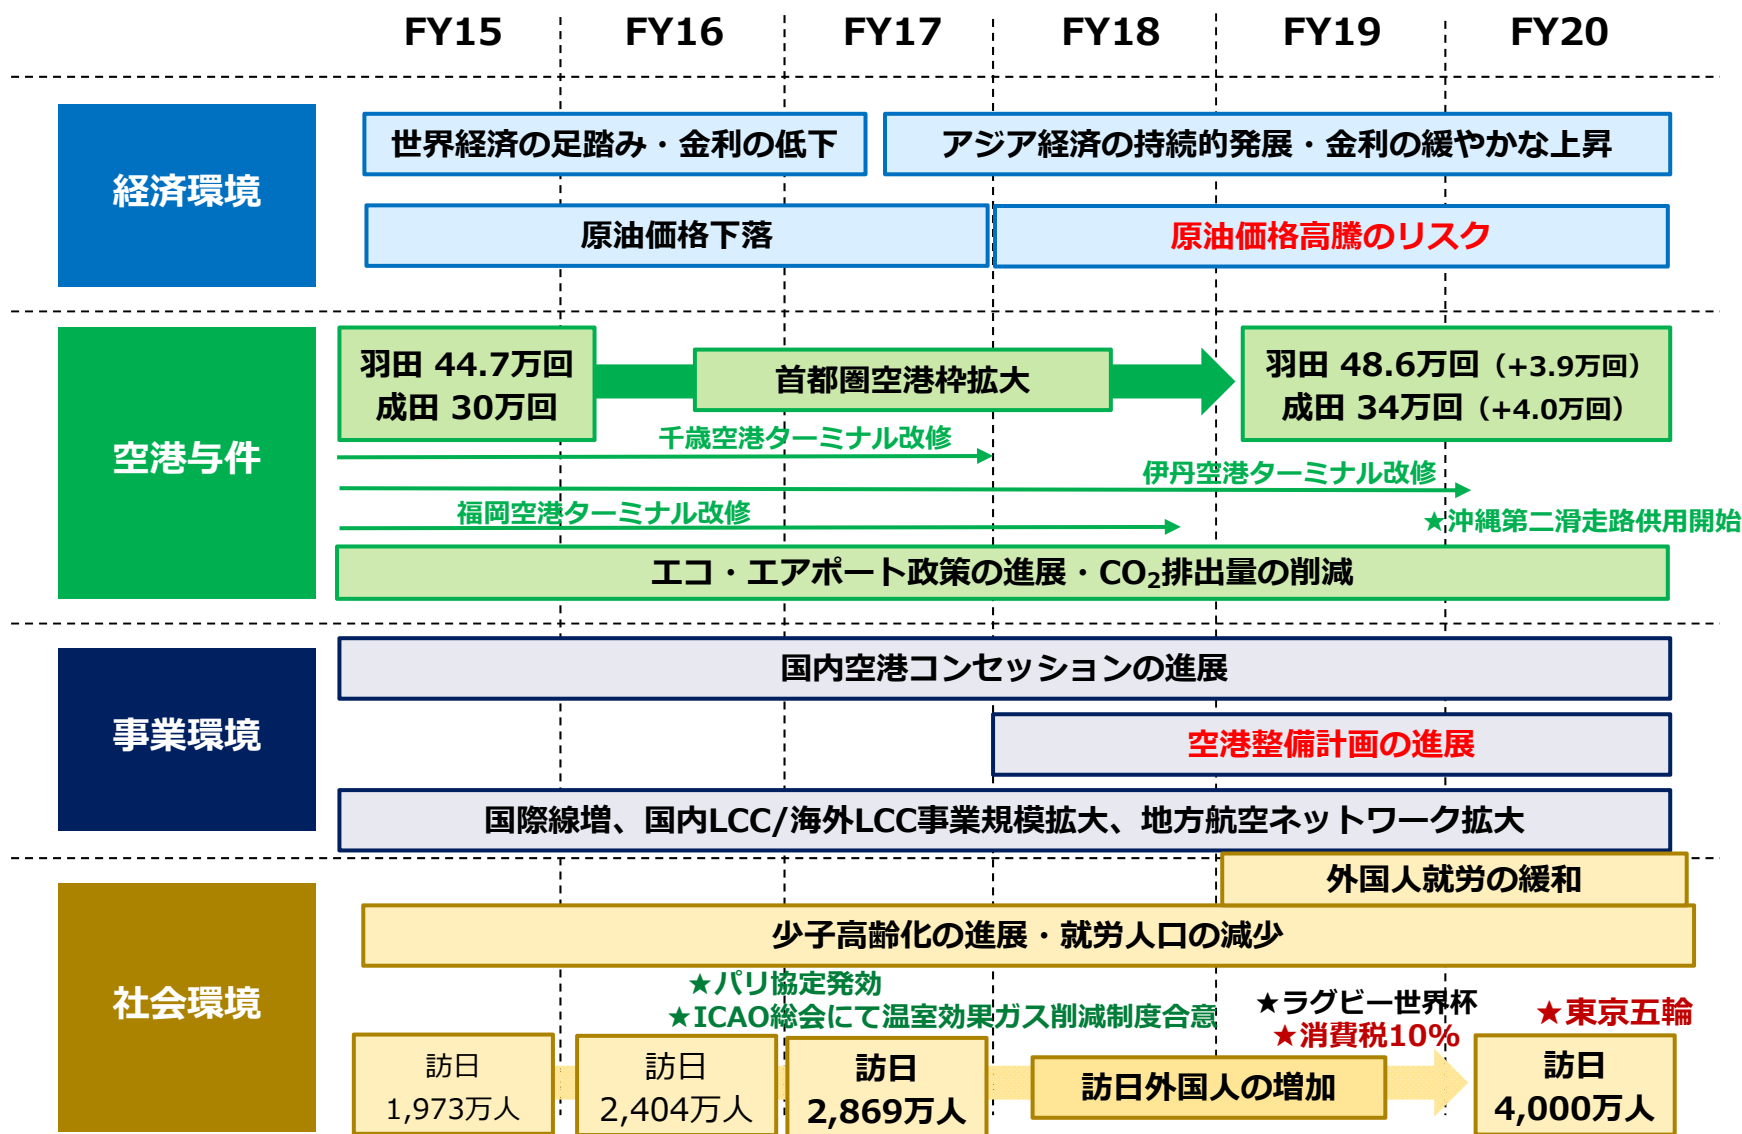 FY15 FY16 FY17 FY18 FY19 FY20
経済環境
世界経済の足踏み・金利の低下
アジア経済の持続的発展・金利の緩やかな上昇
原油価格下落
原油価格高騰のリスク
空港与件
羽田 44.7万回
成田 30万回
首都圏空港枠拡大
羽田 48.6万回（+3.9万回）
成田 34万回（+4.0万回）
千歳空港ターミナル改修
伊丹空港ターミナル改修
福岡空港ターミナル改修
★沖縄第二滑走路供用開始
エコ・エアポート政策の進展・CO₂排出量の削減
事業環境
国内空港コンセッションの進展
空港整備計画の進展
国際線増、国内LCC/海外LCC事業規模拡大、地方航空ネットワーク拡大
社会環境
外国人就労の緩和
少子高齢化の進展・就労人口の減少
★パリ協定発効
★ICAO総会にて温室効果ガス削減制度合意
★ラグビー世界杯
★消費税10%
★東京五輪
訪日
1,973万人
訪日
2,404万人
訪日
2,869万人
訪日外国人の増加
訪日
4,000万人